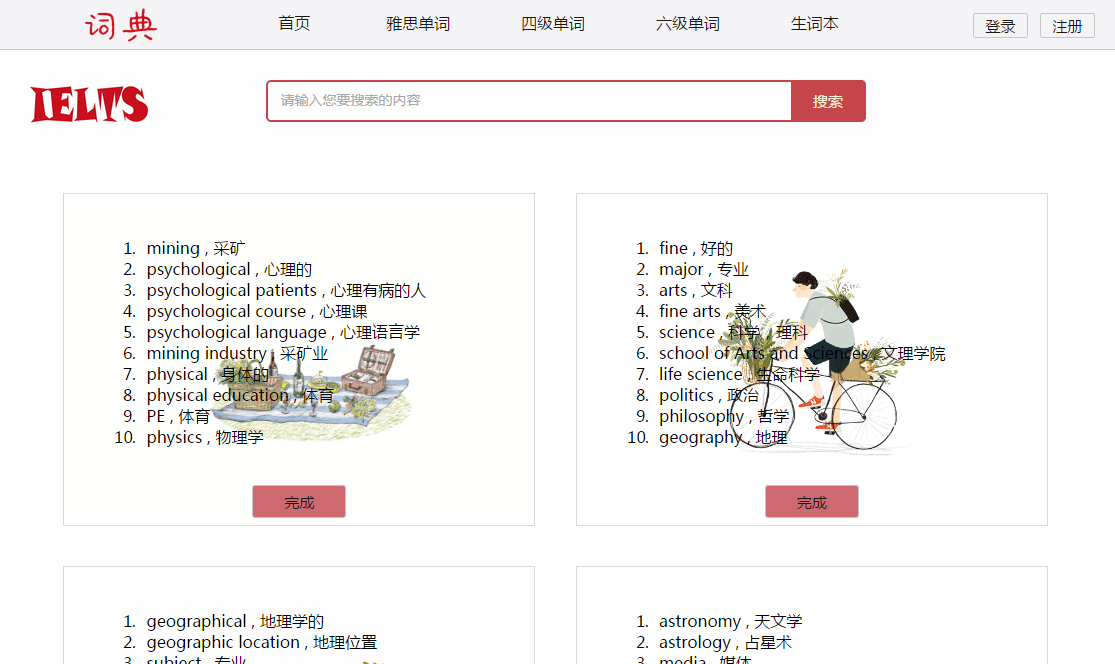 词典 首页 雅思单词 四级单词 六级单词 生词本 登录 注册
IELTS 请输入您要搜索的内容 搜索
1. mining , 采矿
2. psychological , 心理的
3. psychological patients , 心理有病的人
4. psychological course , 心理课
5. psychological language , 心理语言学
6. mining industry , 采矿业
7. physical , 身体的
8. physical education , 体育
9. PE , 体育
10. physics , 物理学
完成
1. fine , 好的
2. major , 专业
3. arts , 文科
4. fine arts , 美术
5. science , 科学，理科
6. school of Arts and Sciences , 文理学院
7. life science , 生命科学
8. politics , 政治
9. philosophy , 哲学
10. geography , 地理
完成
1. geographical , 地理学的
2. geographic location , 地理位置
3. subject , 专业
1. astronomy , 天文学
2. astrology , 占星术
3. media , 媒体